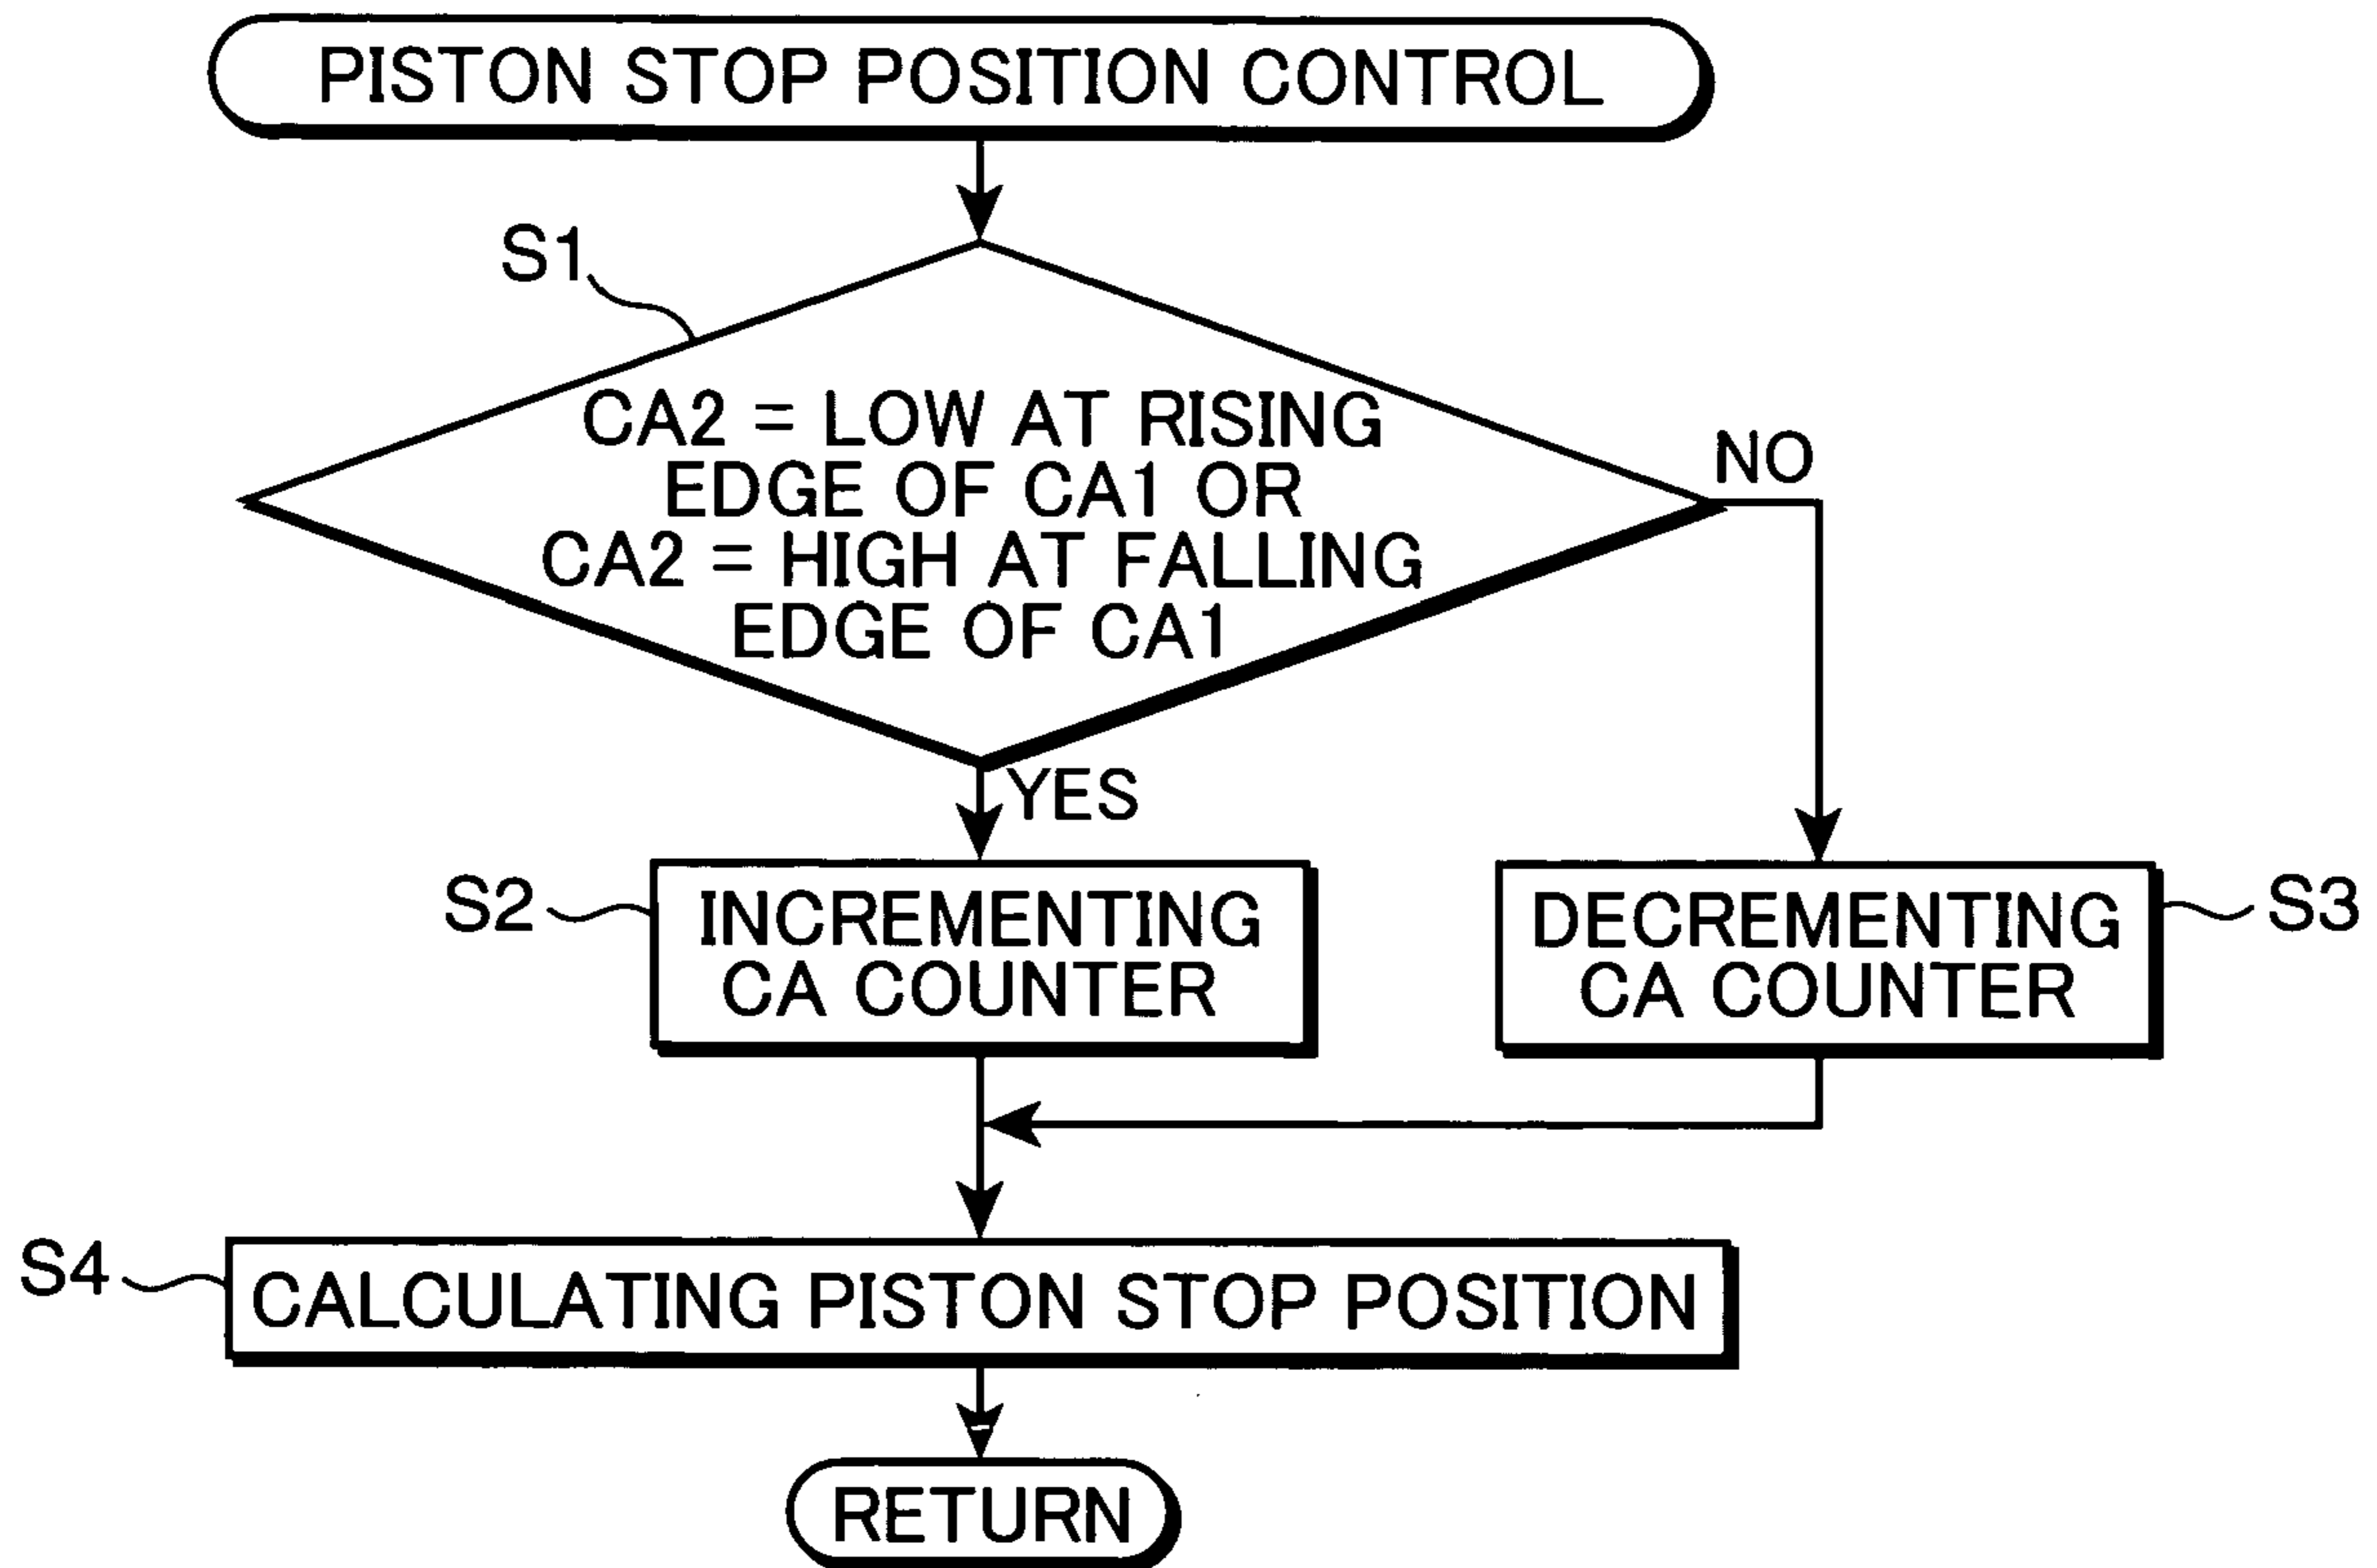 PISTON STOP POSITION CONTROL
S1
CA2 = LOW AT RISING
EDGE OF CA1 OR
CA2 = HIGH AT FALLING
EDGE OF CA1
NO
YES
S2
INCREMENTING
CA COUNTER
DECREMENTING
CA COUNTER
S3
S4
CALCULATING PISTON STOP POSITION
RETURN